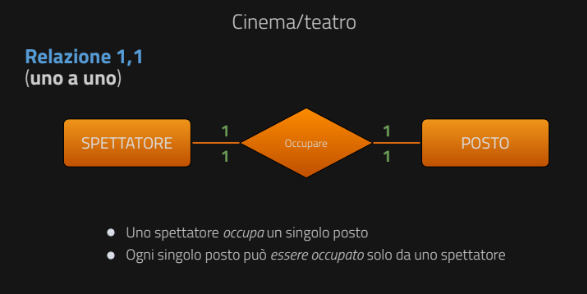 Cinema/teatro
Relazione 1,1
(uno a uno)
SPETTATORE
1
1
Occupare
1
1
POSTO
● Uno spettatore occupa un singolo posto
● Ogni singolo posto può essere occupato solo da uno spettatore